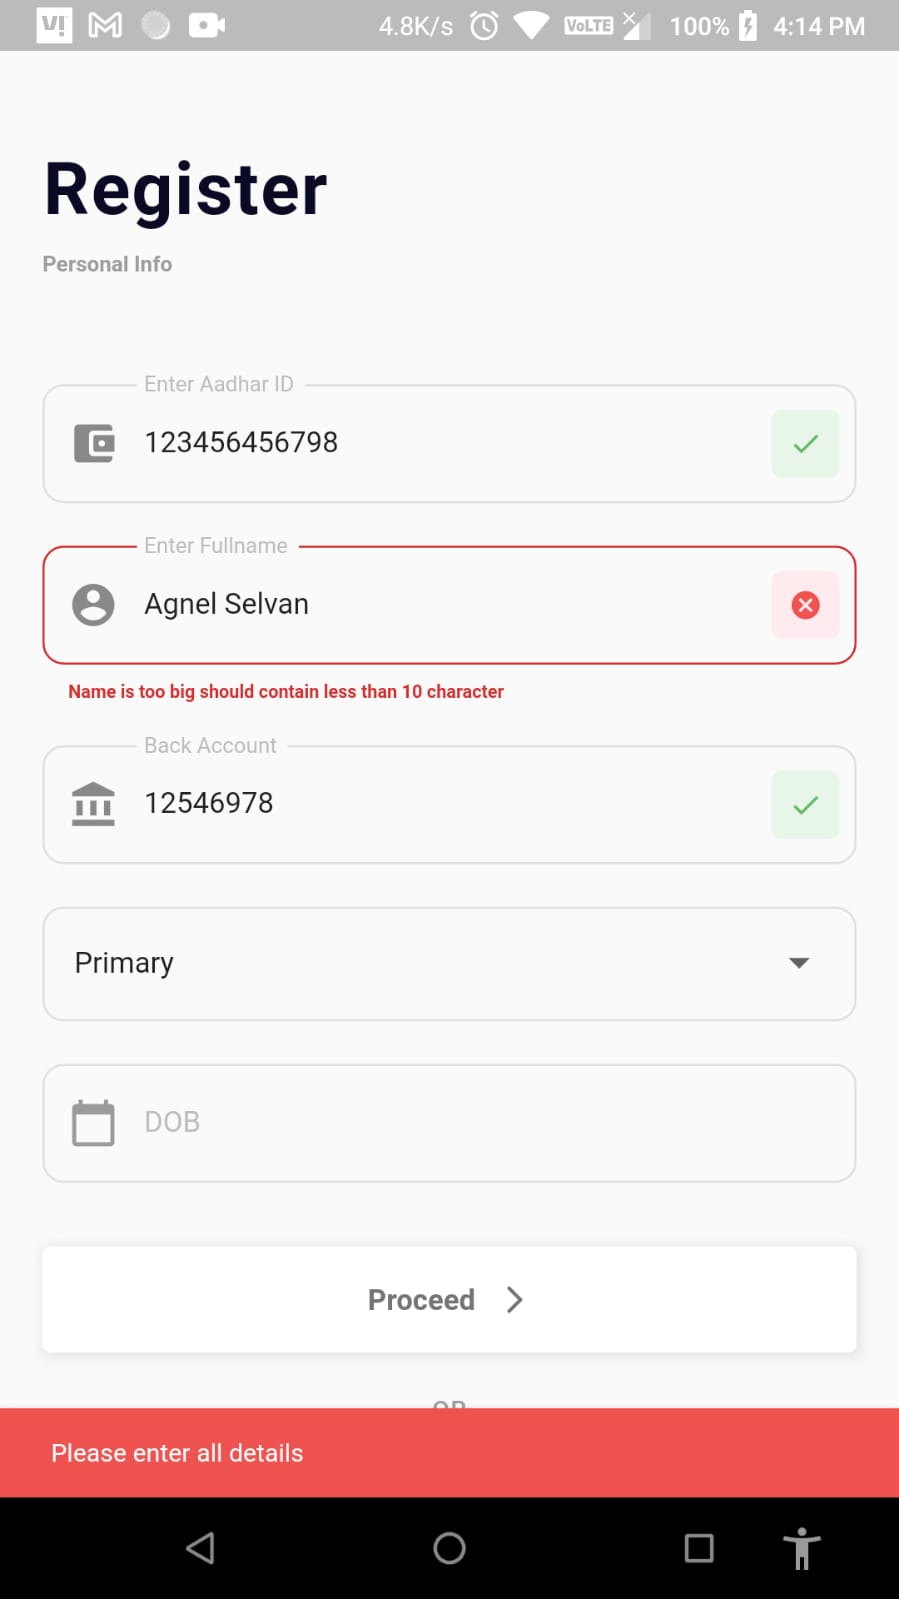 4.8K/s VoLTE 100% 4:14 PM
Register
Personal Info
Enter Aadhar ID
123456456798
Enter Fullname
Agnel Selvan
Name is too big should contain less than 10 character
Back Account
12546978
Primary
DOB
Proceed
OR
Please enter all details